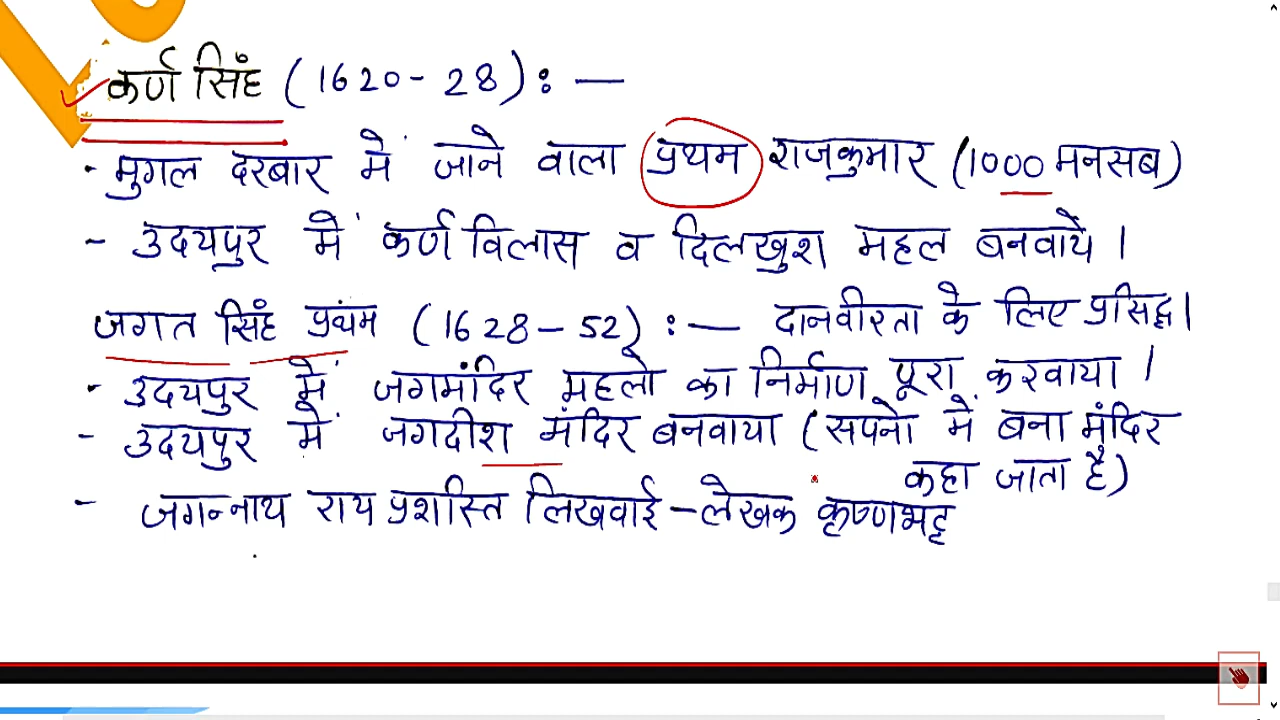 कर्ण सिंह (1620-28) : —
- मुगल दरबार में जाने वाला प्रथम राजकुमार (1000 मनसब)
- उदयपुर में कर्ण विलास व दिलखुश महल बनवाये ।
जगत सिंह प्रथम (1628-52) : — दानवीरता के लिए प्रसिद्ध ।
- उदयपुर में जगमंदिर महलो का निर्माण पूरा करवाया ।
- उदयपुर में जगदीश मंदिर बनवाया (सपने में बना मंदिर
कहा जाता है)
- जगन्नाथ राय प्रशस्ति लिखवाई - लेखक कृष्णभट्ट